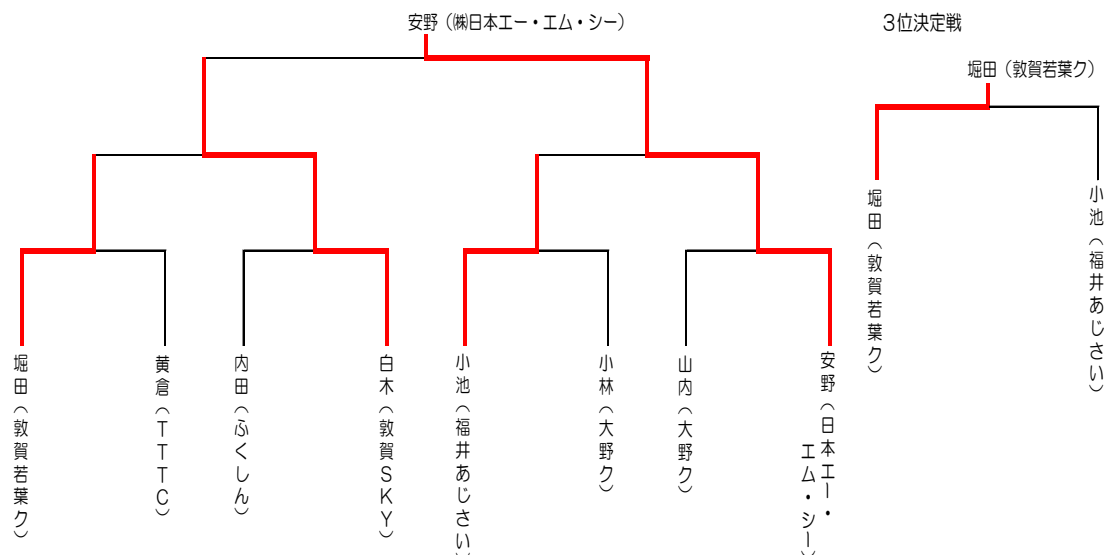 安野（㈱日本エー・エム・シー）
３位決定戦
堀田（敦賀若葉ク）
堀田（敦賀若葉ク）
小池（福井あじさい）
堀田（敦賀若葉ク）
黄倉（ＴＴＴＣ）
内田（ふくしん）
白木（敦賀ＳＫＹ）
小池（福井あじさい）
小林（大野ク）
山内（大野ク）
安野（日本エー・
エム・シー）